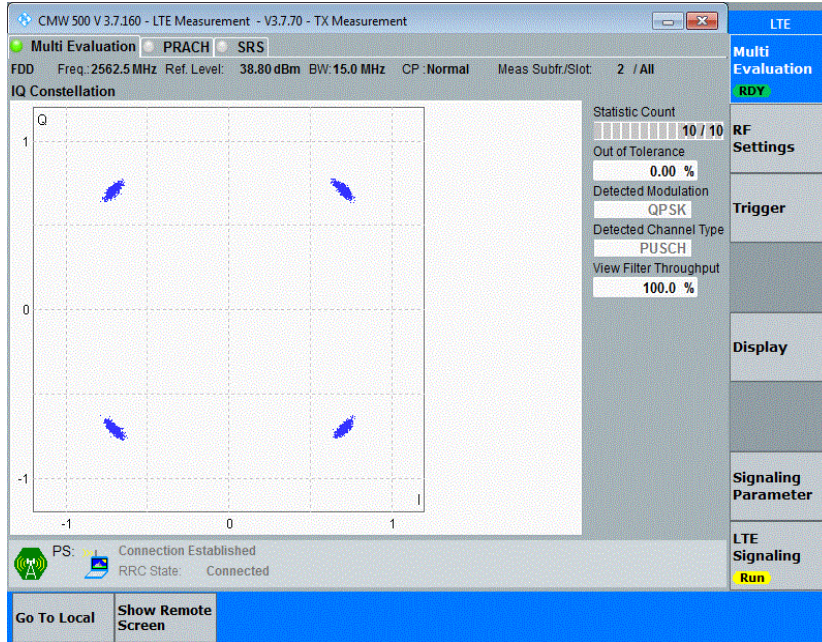 CMW 500 V 3.7.160 - LTE Measurement - V3.7.70 - TX Measurement
LTE
Multi Evaluation PRACH SRS
Multi
Evaluation
RDY
FDD Freq.: 2562.5 MHz Ref. Level: 38.80 dBm BW: 15.0 MHz CP : Normal Meas Subfr./Slot: 2 / All
IQ Constellation
Q
1
0
-1
-1
0
1
I
Statistic Count
10 / 10
Out of Tolerance
0.00 %
Detected Modulation
QPSK
Detected Channel Type
PUSCH
View Filter Throughput
100.0 %
RF
Settings
Trigger
Display
Signaling
Parameter
LTE
Signaling
Run
PS: Connection Established
RRC State: Connected
Go To Local
Show Remote
Screen